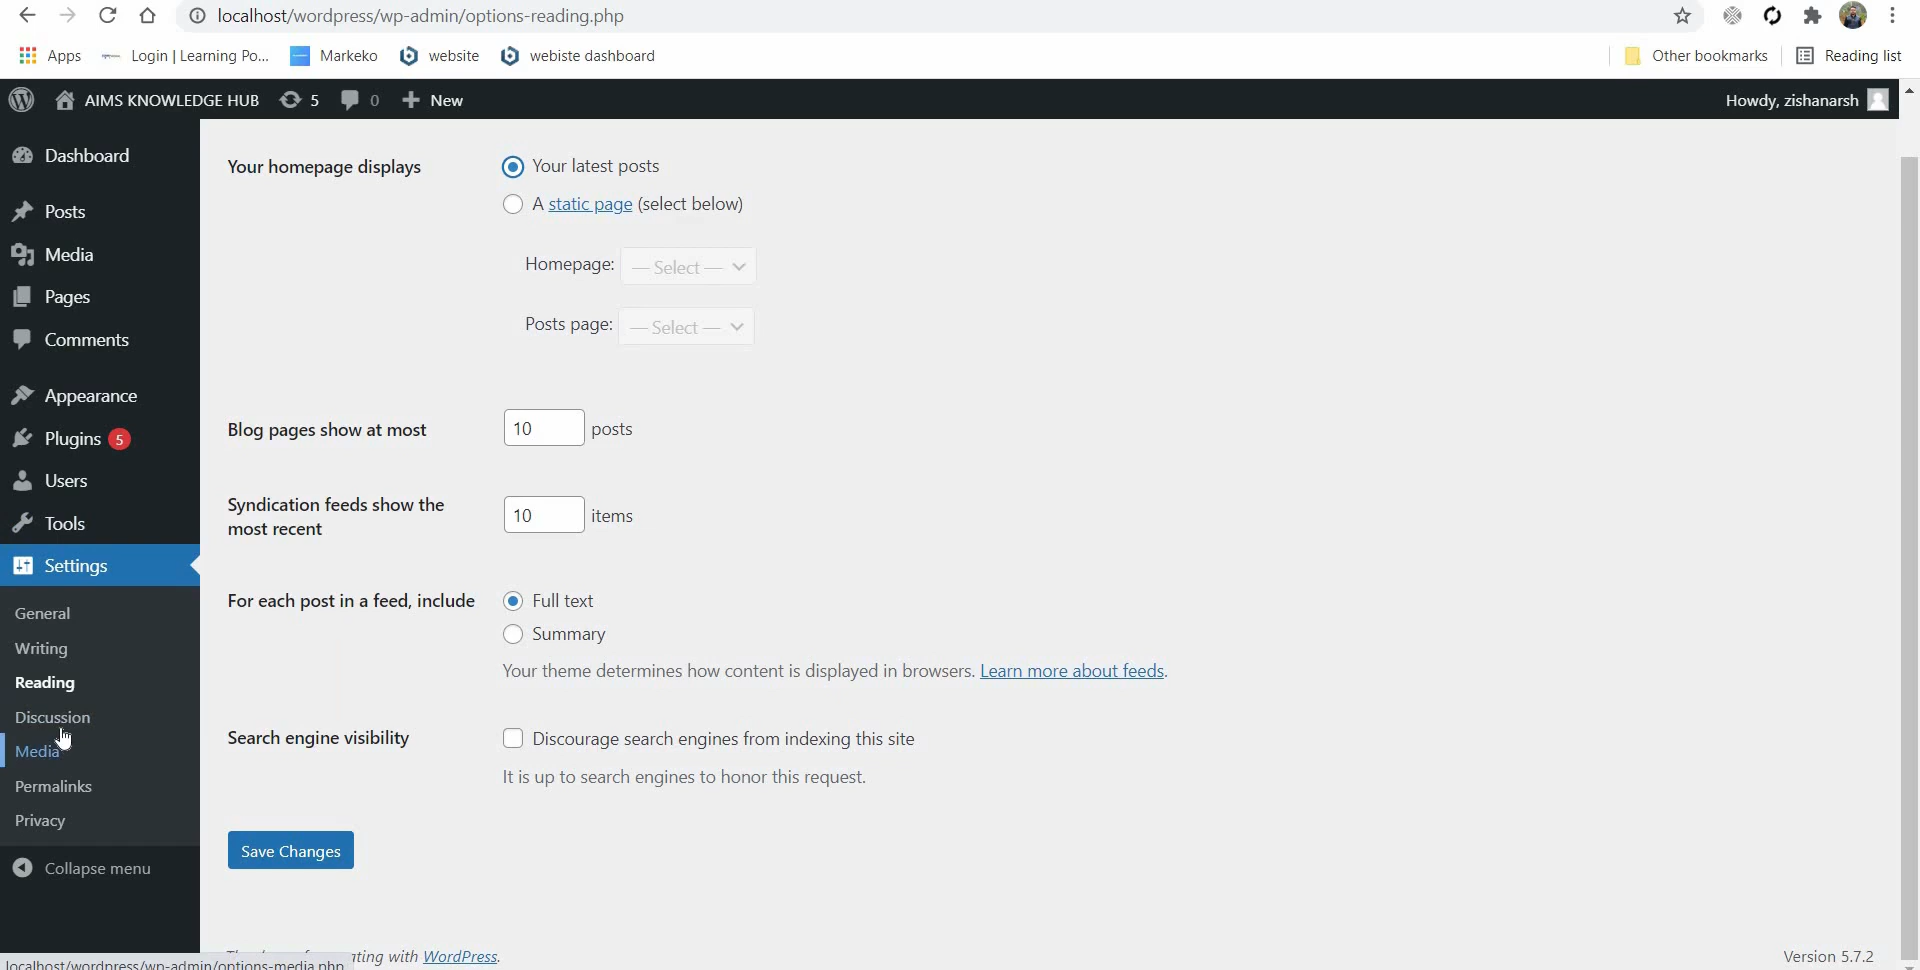 localhost/wordpress/wp-admin/options-reading.php
Apps Login | Learning Po... Markeko website webiste dashboard Other bookmarks Reading list
AIMS KNOWLEDGE HUB 5 0 New Howdy, zishanarsh
Dashboard
Posts
Media
Pages
Comments
Appearance
Plugins 5
Users
Tools
Settings
General
Writing
Reading
Discussion
Media
Permalinks
Privacy
Collapse menu
Your homepage displays
Your latest posts
A static page (select below)
Homepage: — Select —
Posts page: — Select —
Blog pages show at most 10 posts
Syndication feeds show the
most recent
10 items
For each post in a feed, include
Full text
Summary
Your theme determines how content is displayed in browsers. Learn more about feeds.
Search engine visibility
Discourage search engines from indexing this site
It is up to search engines to honor this request.
Save Changes
ating with WordPress.
Version 5.7.2
localhost/wordpress/wp-admin/options-media.php